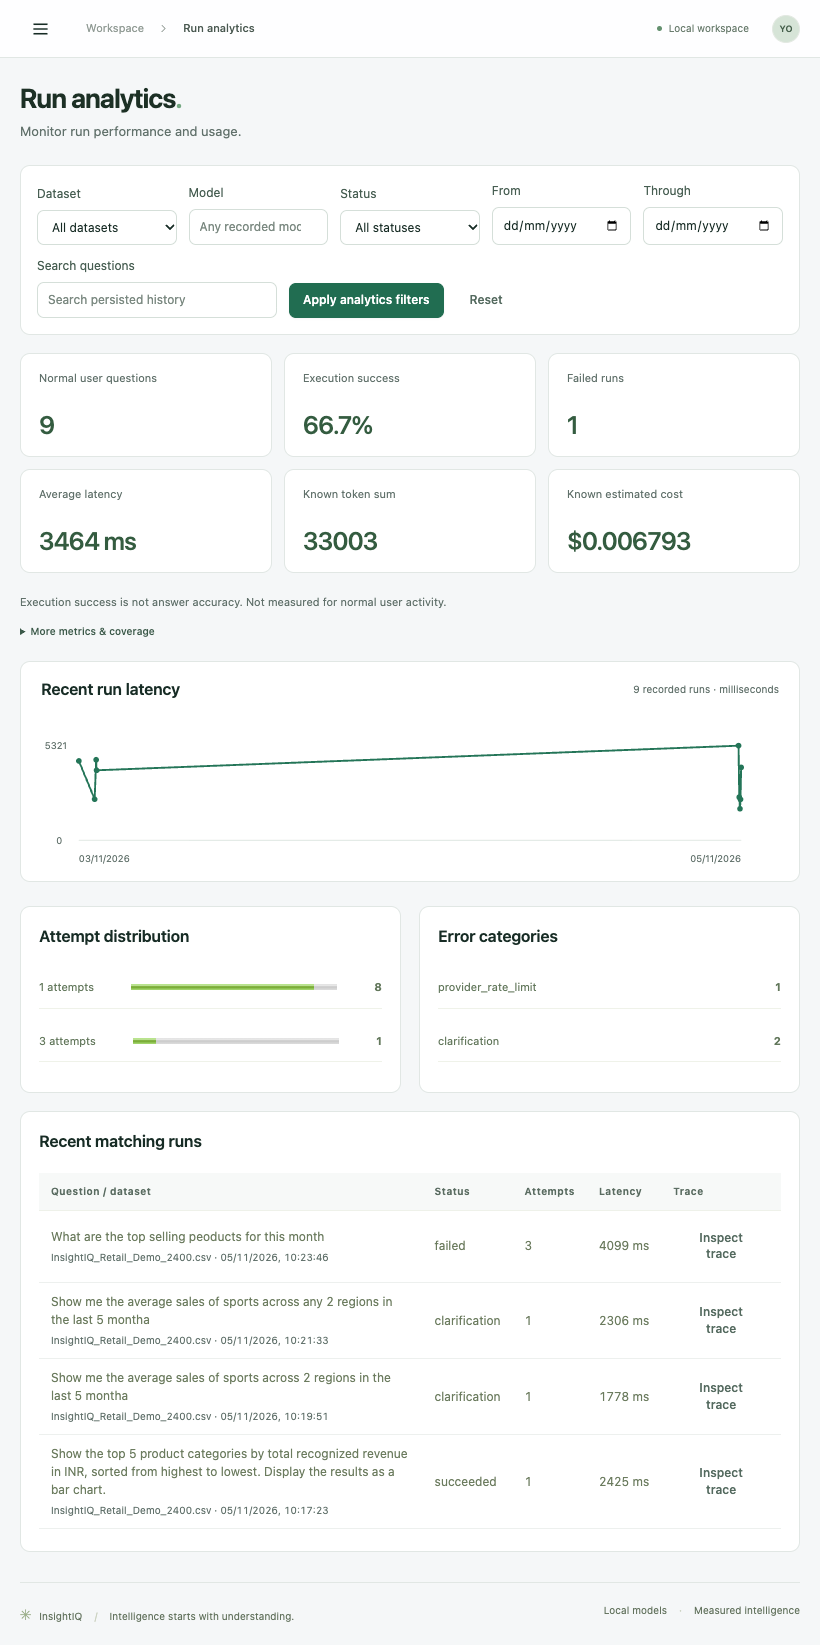 Workspace > Run analytics
Local workspace YO
Run analytics.
Monitor run performance and usage.
Dataset Model Status From Through
All datasets Any recorded moc All statuses dd/mm/yyyy dd/mm/yyyy
Search questions
Search persisted history Apply analytics filters Reset
Normal user questions Execution success Failed runs
9 66.7% 1
Average latency Known token sum Known estimated cost
3464 ms 33003 $0.006793
Execution success is not answer accuracy. Not measured for normal user activity.
More metrics & coverage
Recent run latency 9 recorded runs · milliseconds
5321
0
03/11/2026 05/11/2026
Attempt distribution
1 attempts 8
3 attempts 1
Error categories
provider_rate_limit 1
clarification 2
Recent matching runs
Question / dataset Status Attempts Latency Trace
What are the top selling peoducts for this month
InsightIQ_Retail_Demo_2400.csv · 05/11/2026, 10:23:46
failed 3 4099 ms Inspect
trace
Show me the average sales of sports across any 2 regions in
the last 5 montha
InsightIQ_Retail_Demo_2400.csv · 05/11/2026, 10:21:33
clarification 1 2306 ms Inspect
trace
Show me the average sales of sports across 2 regions in the
last 5 montha
InsightIQ_Retail_Demo_2400.csv · 05/11/2026, 10:19:51
clarification 1 1778 ms Inspect
trace
Show the top 5 product categories by total recognized revenue
in INR, sorted from highest to lowest. Display the results as a
bar chart.
InsightIQ_Retail_Demo_2400.csv · 05/11/2026, 10:17:23
succeeded 1 2425 ms Inspect
trace
InsightIQ / Intelligence starts with understanding.
Local models · Measured intelligence